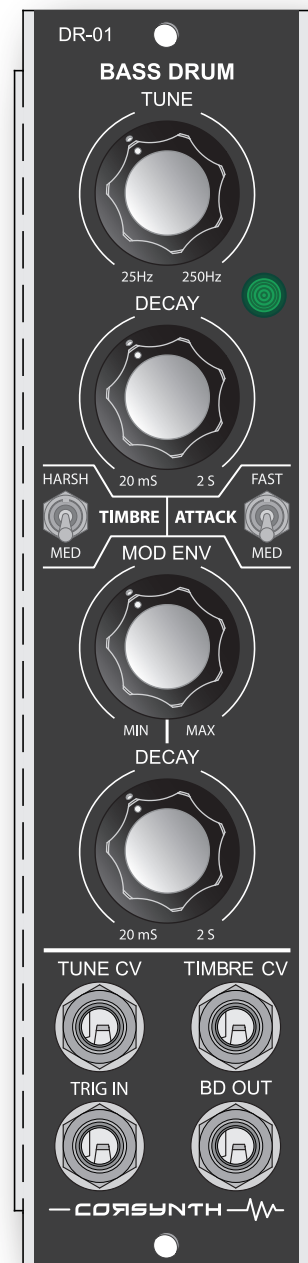 DR-01
BASS DRUM
TUNE
25Hz 250Hz
DECAY
20 mS 2 S
HARSH FAST
TIMBRE ATTACK
MED MED
MOD ENV
MIN MAX
DECAY
20 mS 2 S
TUNE CV TIMBRE CV
TRIG IN BD OUT
CORSYNTH